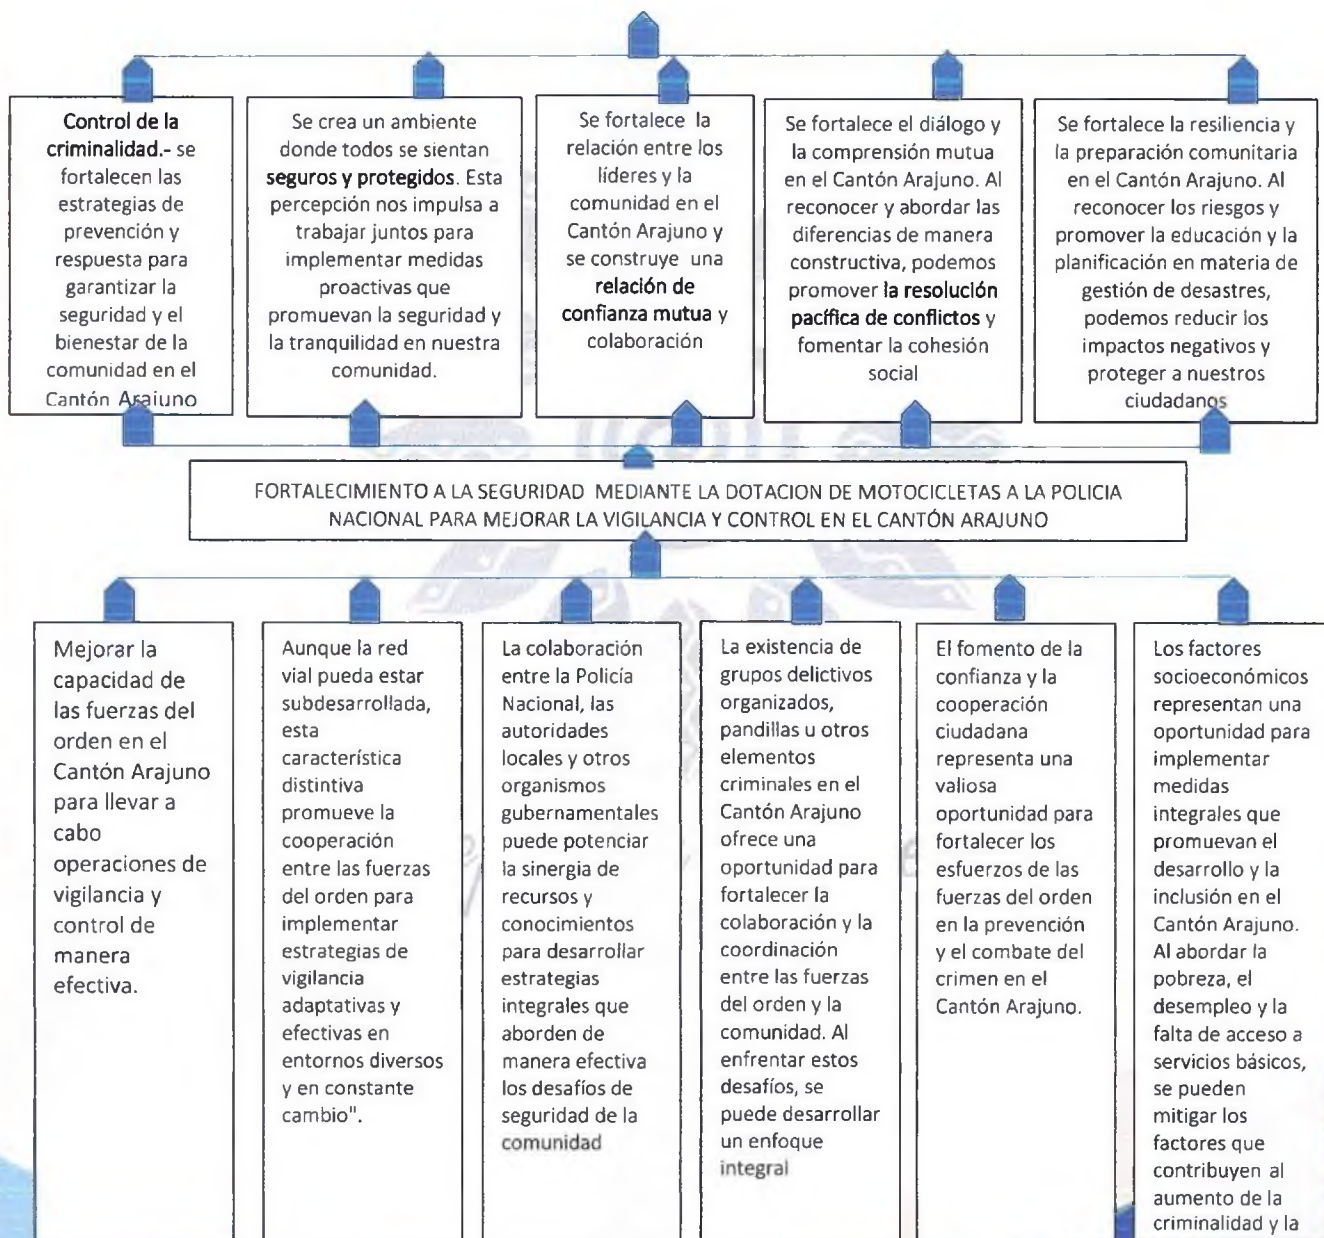 Control de la
criminalidad.- se
fortalecen las
estrategias de
prevención y
respuesta para
garantizar la
seguridad y el
bienestar de la
comunidad en el
Cantón Arajuno
Se crea un ambiente
donde todos se sientan
seguros y protegidos. Esta
percepción nos impulsa a
trabajar juntos para
implementar medidas
proactivas que
promuevan la seguridad y
la tranquilidad en nuestra
comunidad.
Se fortalece la
relación entre los
líderes y la
comunidad en el
Cantón Arajuno y
se construye una
relación de
confianza mutua y
colaboración
Se fortalece el diálogo y
la comprensión mutua
en el Cantón Arajuno. Al
reconocer y abordar las
diferencias de manera
constructiva, podemos
promover la resolución
pacífica de conflictos y
fomentar la cohesión
social
Se fortalece la resiliencia y
la preparación comunitaria
en el Cantón Arajuno. Al
reconocer los riesgos y
promover la educación y la
planificación en materia de
gestión de desastres,
podemos reducir los
impactos negativos y
proteger a nuestros
ciudadanos
FORTALECIMIENTO A LA SEGURIDAD MEDIANTE LA DOTACION DE MOTOCICLETAS A LA POLICIA
NACIONAL PARA MEJORAR LA VIGILANCIA Y CONTROL EN EL CANTÓN ARAJUNO
Mejorar la
capacidad de
las fuerzas del
orden en el
Cantón Arajuno
para llevar a
cabo
operaciones de
vigilancia y
control de
manera
efectiva.
Aunque la red
vial pueda estar
subdesarrollada,
esta
característica
distintiva
promueve la
cooperación
entre las fuerzas
del orden para
implementar
estrategias de
vigilancia
adaptativas y
efectivas en
entornos diversos
y en constante
cambio".
La colaboración
entre la Policía
Nacional, las
autoridades
locales y otros
organismos
gubernamentales
puede potenciar
la sinergia de
recursos y
conocimientos
para desarrollar
estrategias
integrales que
aborden de
manera efectiva
los desafíos de
seguridad de la
comunidad
La existencia de
grupos delictivos
organizados,
pandillas u otros
elementos
criminales en el
Cantón Arajuno
ofrece una
oportunidad para
fortalecer la
colaboración y la
coordinación
entre las fuerzas
del orden y la
comunidad. Al
enfrentar estos
desafíos, se
puede desarrollar
un enfoque
integral
El fomento de la
confianza y la
cooperación
ciudadana
representa una
valiosa
oportunidad para
fortalecer los
esfuerzos de las
fuerzas del orden
en la prevención
y el combate del
crimen en el
Cantón Arajuno.
Los factores
socioeconómicos
representan una
oportunidad para
implementar
medidas
integrales que
promuevan el
desarrollo y la
inclusión en el
Cantón Arajuno.
Al abordar la
pobreza, el
desempleo y la
falta de acceso a
servicios básicos,
se pueden
mitigar los
factores que
contribuyen al
aumento de la
criminalidad y la